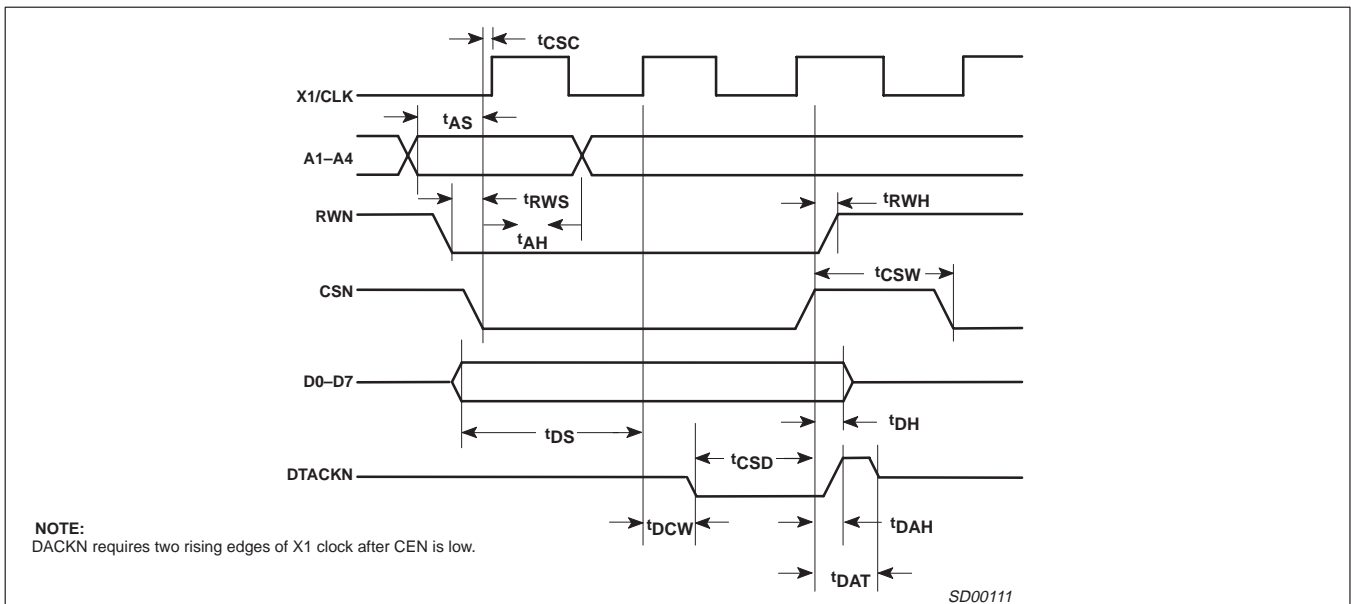 tCSC
X1/CLK
tAS
A1–A4
tRWS
tRWH
RWN
tAH
tCSW
CSN
D0–D7
tDH
tDS
tCSD
DTACKN
tDCW
tDAH
NOTE:
DACKN requires two rising edges of X1 clock after CEN is low.
tDAT
SD00111